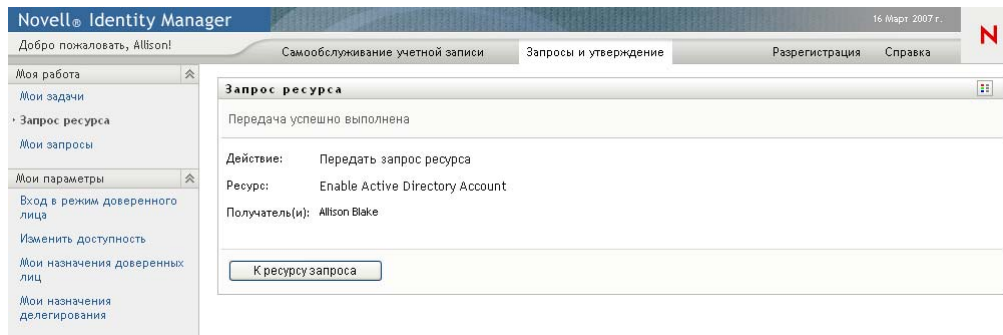 Novell® Identity Manager
16 Март 2007 г.
N
Добро пожаловать, Allison!
Самообслуживание учетной записи
Запросы и утверждение
Разрегистрация
Справка
Моя работа
Мои задачи
Запрос ресурса
Мои запросы
Мои параметры
Вход в режим доверенного
лица
Изменить доступность
Мои назначения доверенных
лиц
Мои назначения
делегирования
Запрос ресурса
Передача успешно выполнена
Действие: Передать запрос ресурса
Ресурс: Enable Active Directory Account
Получатель(и): Allison Blake
К ресурсу запроса